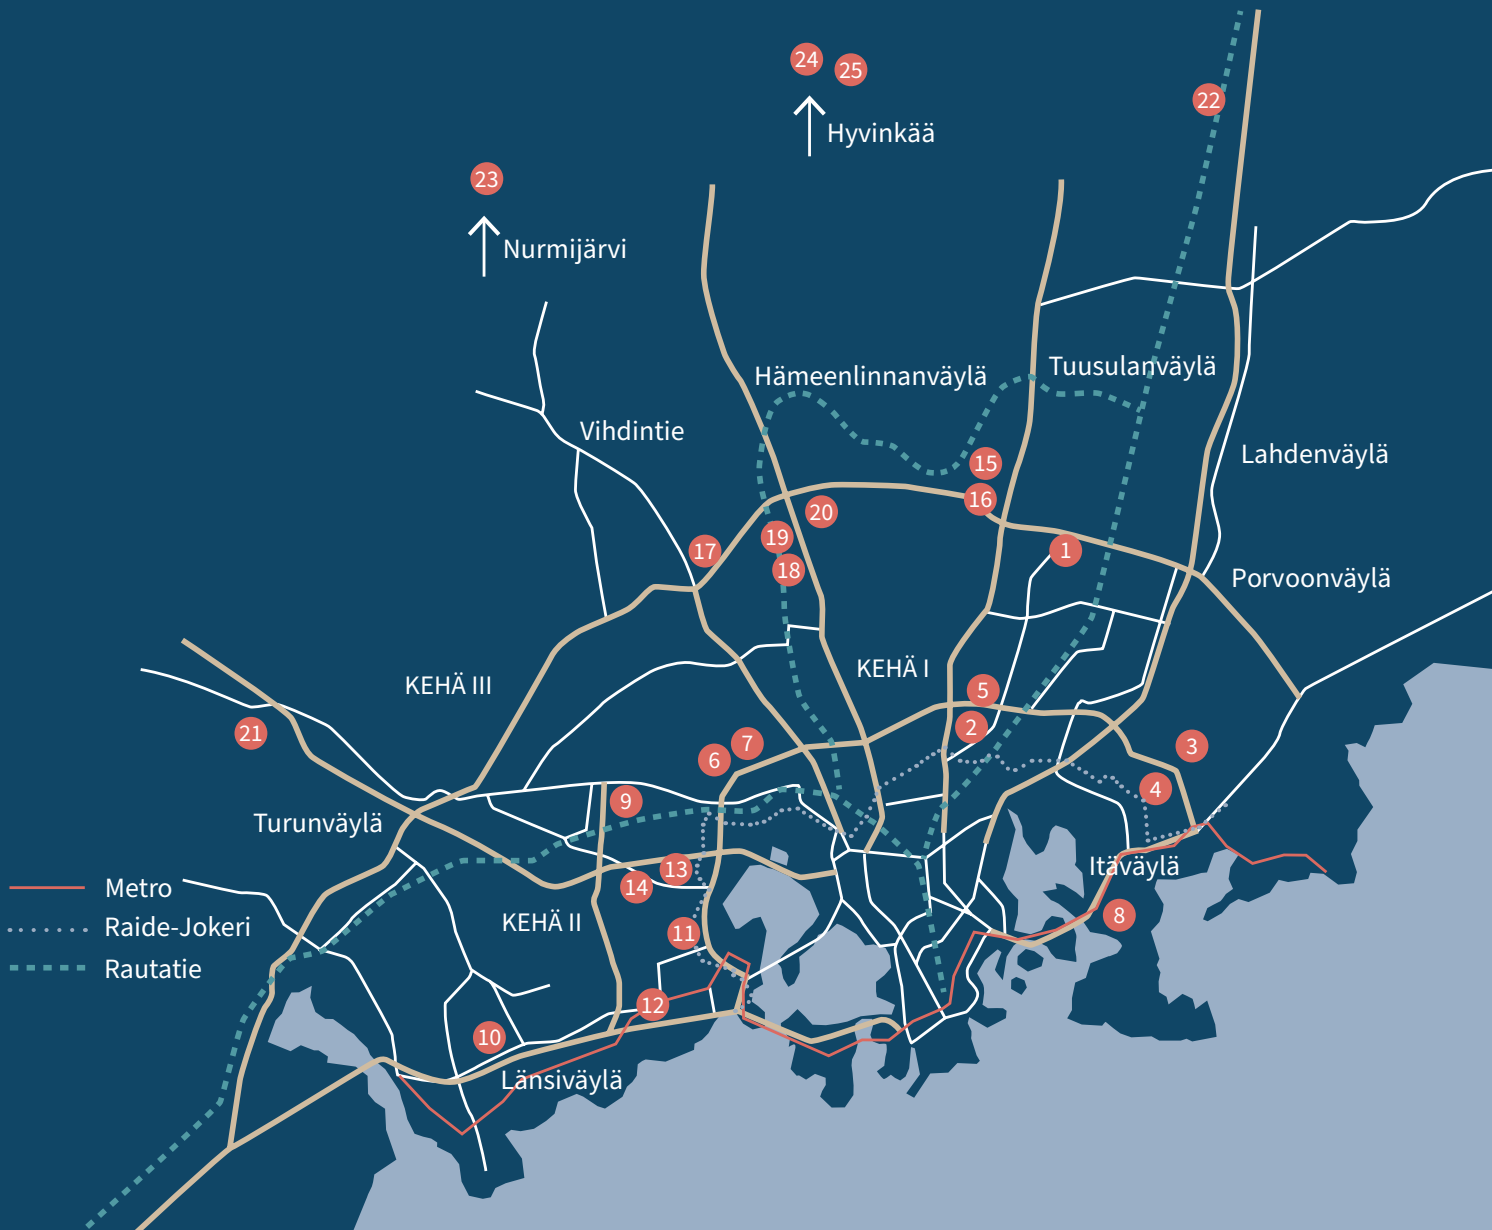 24
25
22
Hyvinkää
23
Nurmijärvi
Hämeenlinnanväylä
Tuusulanväylä
Vihdintie
Lahdenväylä
15
16
20
19
17
1
18
Porvoonväylä
KEHÄ I
KEHÄ III
5
2
21
7
3
6
4
9
Turunväylä
Itäväylä
13
14
Metro
8
KEHÄ II
Raide-Jokeri
11
Rautatie
12
10
Länsiväylä